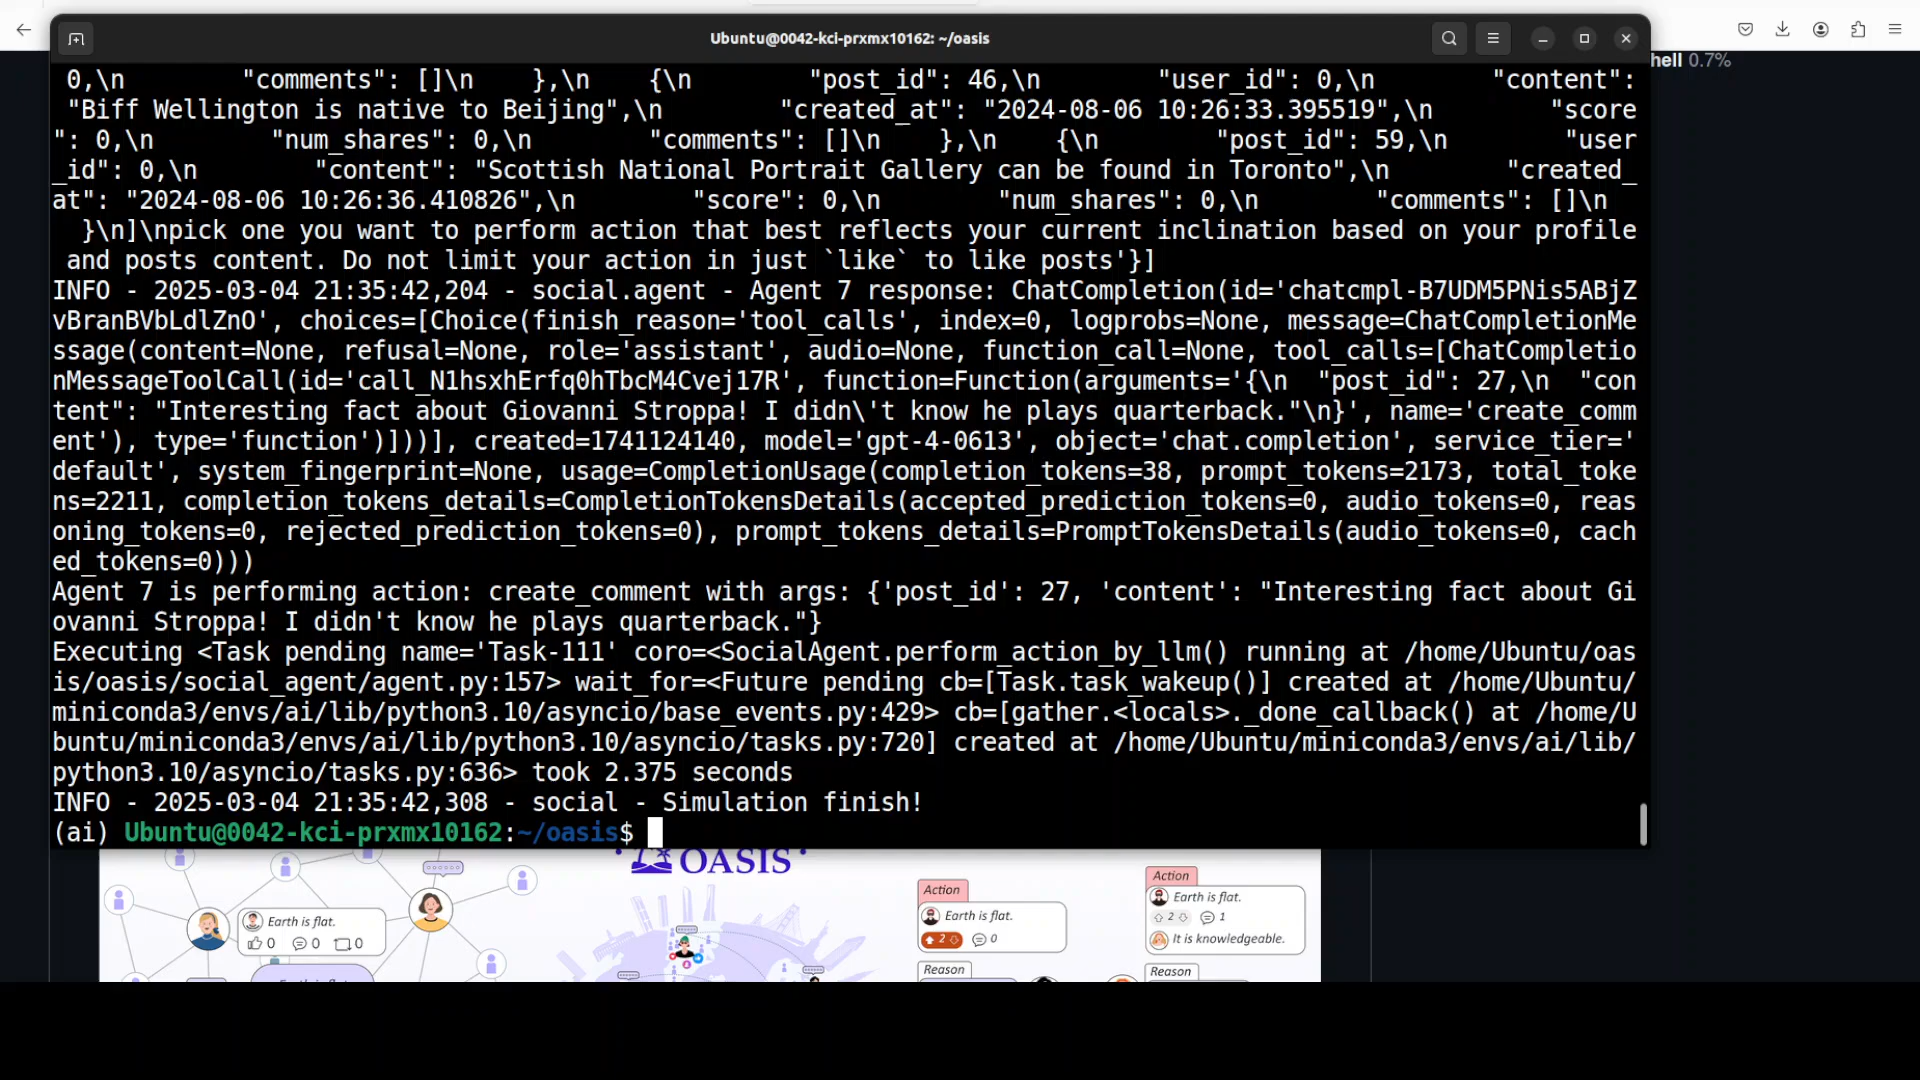 Ubuntu@0042-kci-prxmx10162: ~/oasis
hell 0.7%
0,\n        "comments": []\n    },\n    {\n        "post_id": 46,\n        "user_id": 0,\n        "content":
"Biff Wellington is native to Beijing",\n        "created_at": "2024-08-06 10:26:33.395519",\n        "score
": 0,\n        "num_shares": 0,\n        "comments": []\n    },\n    {\n        "post_id": 59,\n        "user
_id": 0,\n        "content": "Scottish National Portrait Gallery can be found in Toronto",\n        "created_
at": "2024-08-06 10:26:36.410826",\n        "score": 0,\n        "num_shares": 0,\n        "comments": []\n
}\n]\npick one you want to perform action that best reflects your current inclination based on your profile
and posts content. Do not limit your action in just `like` to like posts'}]
INFO - 2025-03-04 21:35:42,204 - social.agent - Agent 7 response: ChatCompletion(id='chatcmpl-B7UDM5PNis5ABjZ
vBranBVbLdlZnO', choices=[Choice(finish_reason='tool_calls', index=0, logprobs=None, message=ChatCompletionMe
ssage(content=None, refusal=None, role='assistant', audio=None, function_call=None, tool_calls=[ChatCompletio
nMessageToolCall(id='call_N1hsxhErfq0hTbcM4Cvej17R', function=Function(arguments='{\n  "post_id": 27,\n  "con
tent": "Interesting fact about Giovanni Stroppa! I didn\'t know he plays quarterback."\n}', name='create_comm
ent'), type='function')]))], created=1741124140, model='gpt-4-0613', object='chat.completion', service_tier='
default', system_fingerprint=None, usage=CompletionUsage(completion_tokens=38, prompt_tokens=2173, total_toke
ns=2211, completion_tokens_details=CompletionTokensDetails(accepted_prediction_tokens=0, audio_tokens=0, reas
oning_tokens=0, rejected_prediction_tokens=0), prompt_tokens_details=PromptTokensDetails(audio_tokens=0, cach
ed_tokens=0)))
Agent 7 is performing action: create_comment with args: {'post_id': 27, 'content': "Interesting fact about Gi
ovanni Stroppa! I didn't know he plays quarterback."}
Executing <Task pending name='Task-111' coro=<SocialAgent.perform_action_by_llm() running at /home/Ubuntu/oas
is/oasis/social_agent/agent.py:157> wait_for=<Future pending cb=[Task.task_wakeup()] created at /home/Ubuntu/
miniconda3/envs/ai/lib/python3.10/asyncio/base_events.py:429> cb=[gather.<locals>._done_callback() at /home/U
buntu/miniconda3/envs/ai/lib/python3.10/asyncio/tasks.py:720] created at /home/Ubuntu/miniconda3/envs/ai/lib/
python3.10/asyncio/tasks.py:636> took 2.375 seconds
INFO - 2025-03-04 21:35:42,308 - social - Simulation finish!
(ai) Ubuntu@0042-kci-prxmx10162:~/oasis$
OASIS
Earth is flat.
0 0 0
Action
Earth is flat.
2 0
Reason
Action
Earth is flat.
2 1
It is knowledgeable.
Reason